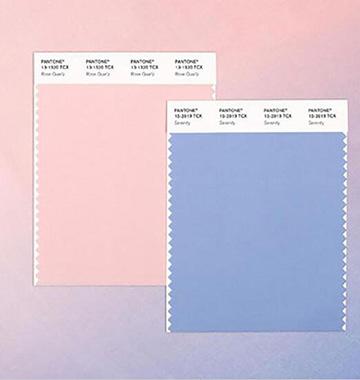 PANTONE® PANTONE® PANTONE® PANTONE®
13-1520 TCX 13-1520 TCX 13-1520 TCX 13-1520 TCX
Rose Quartz Rose Quartz Rose Quartz Rose Quartz
PANTONE® PANTONE® PANTONE® PANTONE®
15-3919 TCX 15-3919 TCX 15-3919 TCX 15-3919 TCX
Serenity Serenity Serenity Serenity